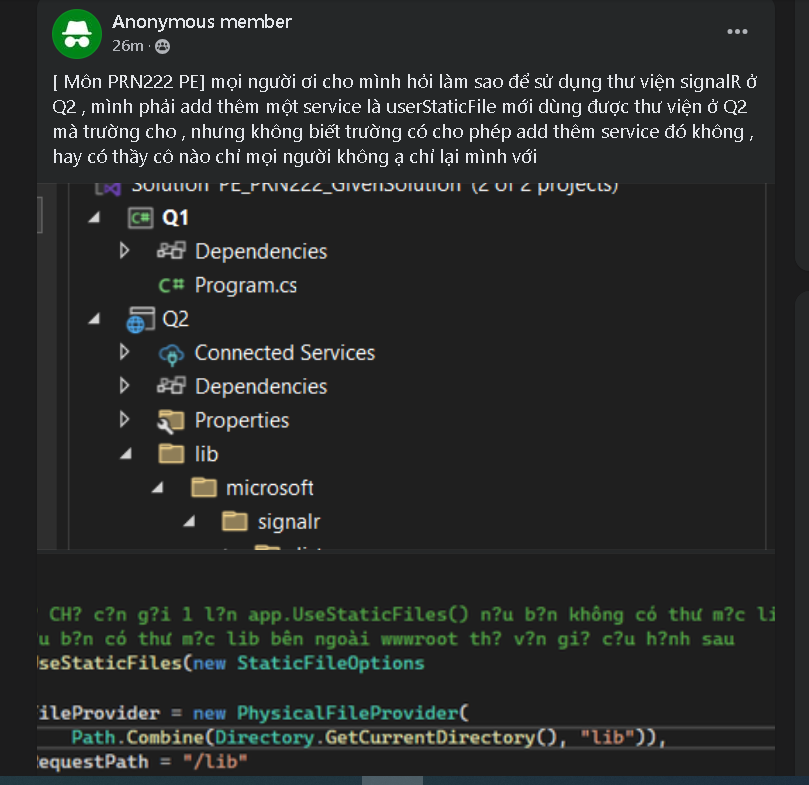 Anonymous member
26m ·
[ Môn PRN222 PE] mọi người ơi cho mình hỏi làm sao để sử dụng thư viện signalR ở
Q2 , mình phải add thêm một service là userStaticFile mới dùng được thư viện ở Q2
mà trường cho , nhưng không biết trường có cho phép add thêm service đó không ,
hay có thầy cô nào chỉ mọi người không ạ chỉ lại mình với
Solution 'PE_PRN222_GivenSolution' (2 of 2 projects)
C# Q1
Dependencies
C# Program.cs
Q2
Connected Services
Dependencies
Properties
lib
microsoft
signalr
CH? c?n g?i 1 l?n app.UseStaticFiles() n?u b?n không có thư m?c li
u b?n có thư m?c lib bên ngoài wwwroot th? v?n gi? c?u h?nh sau
UseStaticFiles(new StaticFileOptions
FileProvider = new PhysicalFileProvider(
Path.Combine(Directory.GetCurrentDirectory(), "lib")),
RequestPath = "/lib"